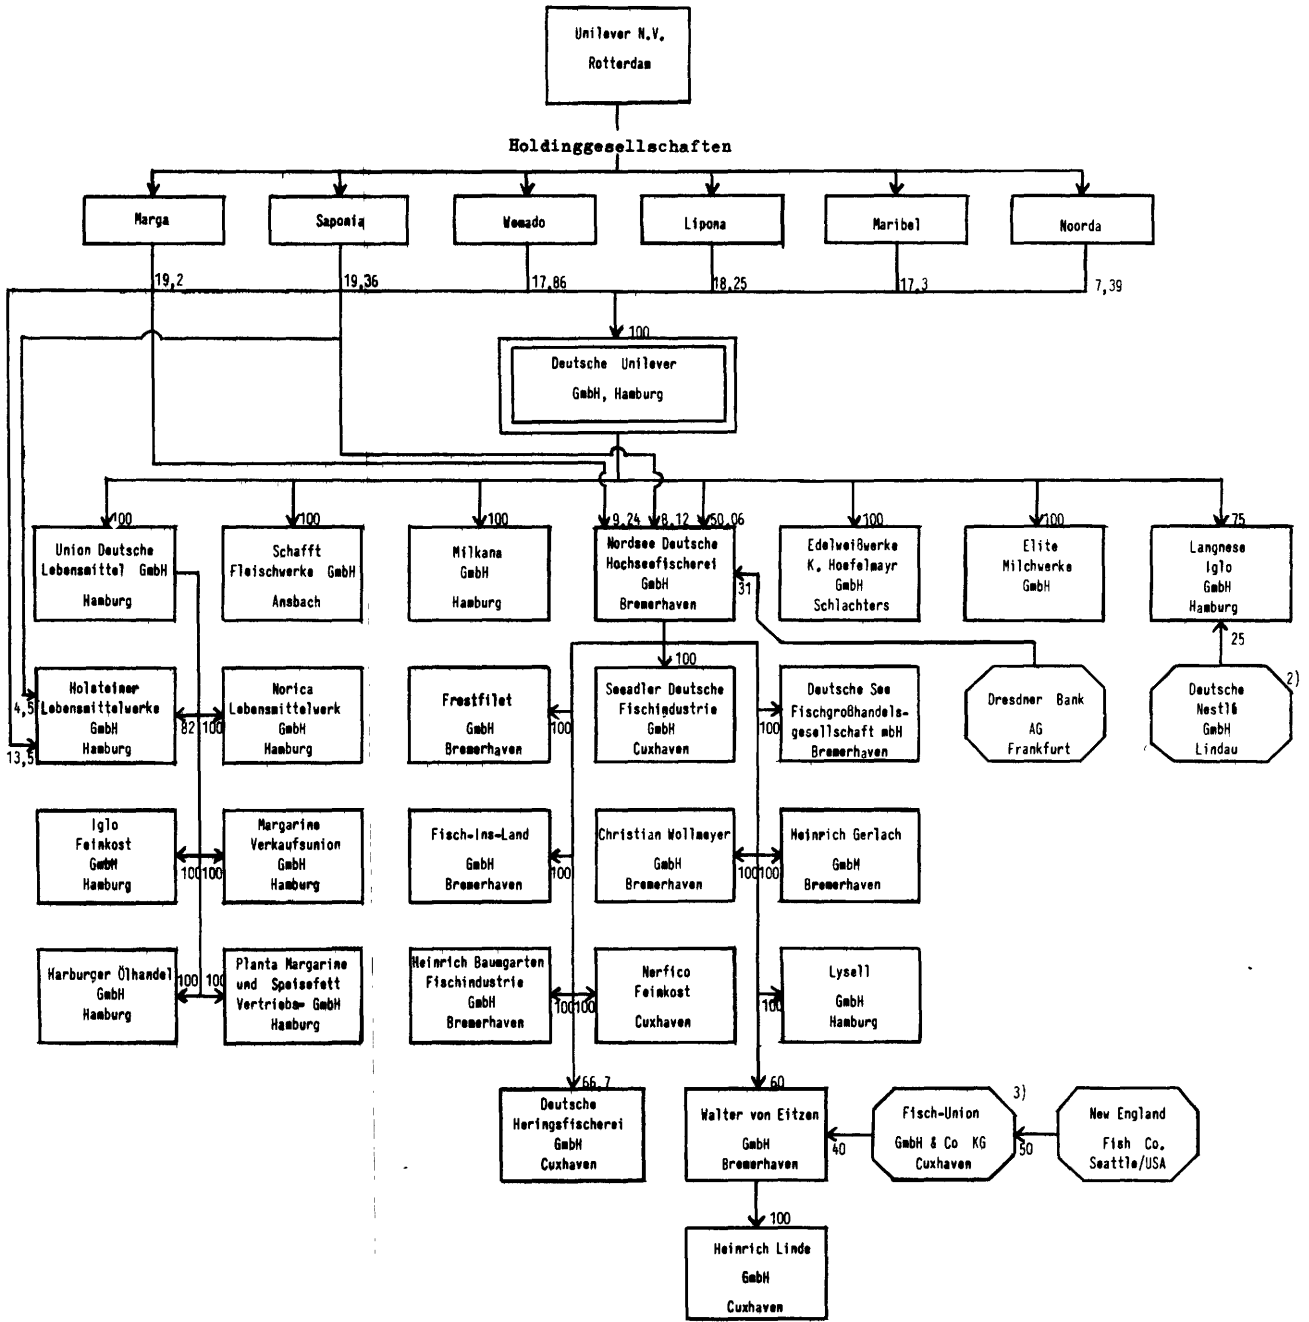 Unilever N.V.
Rotterdam
Holdinggesellschaften
Marga
Saponia
Wemado
Lipoma
Maribel
Noorda
19,2
19,36
17,86
18,25
17,3
7,39
100
Deutsche Unilever
GmbH, Hamburg
100
Union Deutsche
Lebensmittel GmbH
Hamburg
100
Schafft
Fleischwerke GmbH
Ansbach
100
Milkana
GmbH
Hamburg
9,24
8,12
50,06
Nordsee Deutsche
Hochseefischerei
GmbH
Bremerhaven
31
100
Edelweißwerke
K. Hoefelmayr
GmbH
Schlachters
100
Elite
Milchwerke
GmbH
75
Langnese
Iglo
GmbH
Hamburg
25
4,5
13,5
Holsteiner
Lebensmittelwerke
GmbH
Hamburg
82
100
Norica
Lebensmittelwerk
GmbH
Hamburg
Frostfilet
GmbH
Bremerhaven
100
100
Seeadler Deutsche
Fischindustrie
GmbH
Cuxhaven
100
Deutsche See
Fischgroßhandels-
gesellschaft mbH
Bremerhaven
Dresdner Bank
AG
Frankfurt
2)
Deutsche
Nestlé
GmbH
Lindau
Iglo
Feinkost
GmbH
Hamburg
100
100
Margarine
Verkaufsunion
GmbH
Hamburg
Fisch-Ins-Land
GmbH
Bremerhaven
100
Christian Wollmeyer
GmbH
Bremerhaven
100
100
Heinrich Gerlach
GmbH
Bremerhaven
Harburger Ölhandel
GmbH
Hamburg
100
100
Planta Margarine
und Speisefett
Vertriebs- GmbH
Hamburg
Heinrich Baumgarten
Fischindustrie
GmbH
Bremerhaven
100
100
Nerfico
Feinkost
Cuxhaven
100
Lysell
GmbH
Hamburg
66,7
Deutsche
Heringsfischerei
GmbH
Cuxhaven
60
Walter von Eitzen
GmbH
Bremerhaven
40
3)
Fisch-Union
GmbH & Co KG
Cuxhaven
50
New England
Fish Co.
Seattle/USA
100
Heinrich Linde
GmbH
Cuxhaven